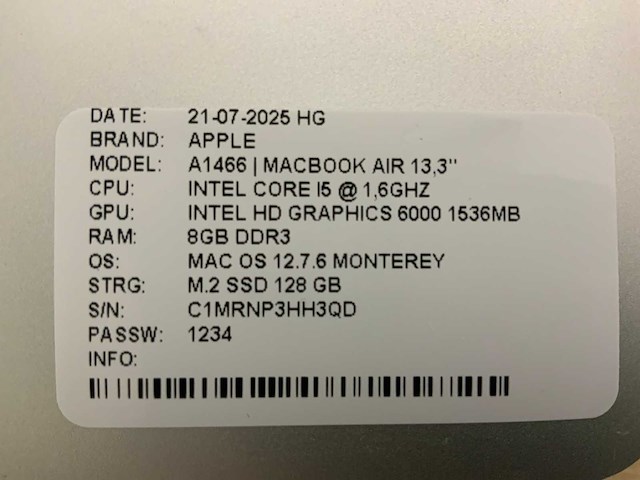 DATE: 21-07-2025 HG
BRAND: APPLE
MODEL: A1466 | MACBOOK AIR 13,3"
CPU: INTEL CORE I5 @ 1,6GHZ
GPU: INTEL HD GRAPHICS 6000 1536MB
RAM: 8GB DDR3
OS: MAC OS 12.7.6 MONTEREY
STRG: M.2 SSD 128 GB
S/N: C1MRNP3HH3QD
PASSW: 1234
INFO: